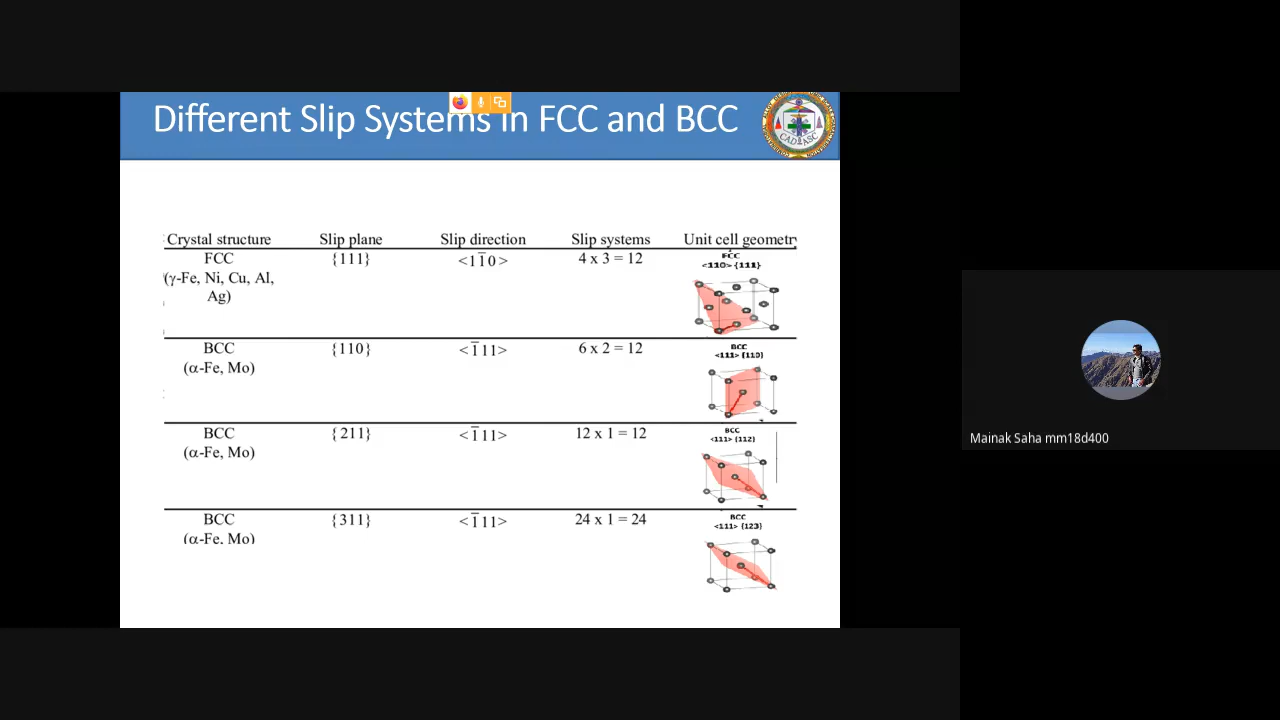 Different Slip Systems in FCC and BCC
CAD&ASC
Crystal structure Slip plane Slip direction Slip systems Unit cell geometry
FCC {111} <11̅0> 4 x 3 = 12
(γ-Fe, Ni, Cu, Al,
Ag)
FCC
<110> {111}
BCC {110} <1̅11> 6 x 2 = 12
(α-Fe, Mo)
BCC
<111> {110}
BCC {211} <1̅11> 12 x 1 = 12
(α-Fe, Mo)
BCC
<111> {112}
BCC {311} <1̅11> 24 x 1 = 24
(α-Fe, Mo)
BCC
<111> {123}
Mainak Saha mm18d400